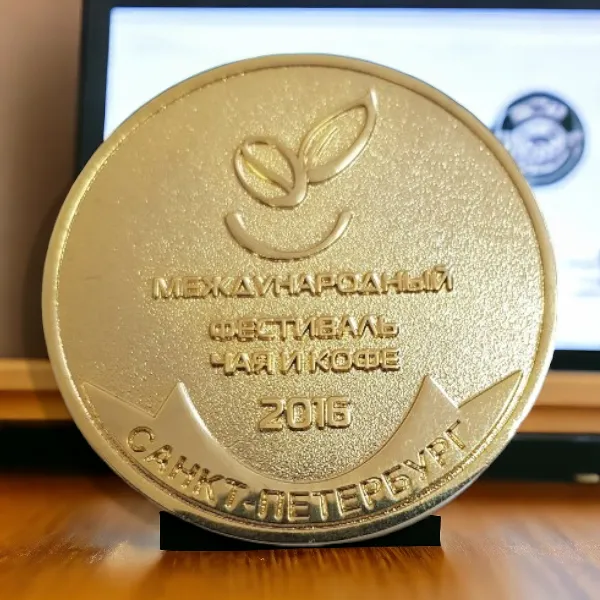 МЕЖДУНАРОДНЫЙ
ФЕСТИВАЛЬ
ЧАЯ И КОФЕ
2016
САНКТ-ПЕТЕРБУРГ